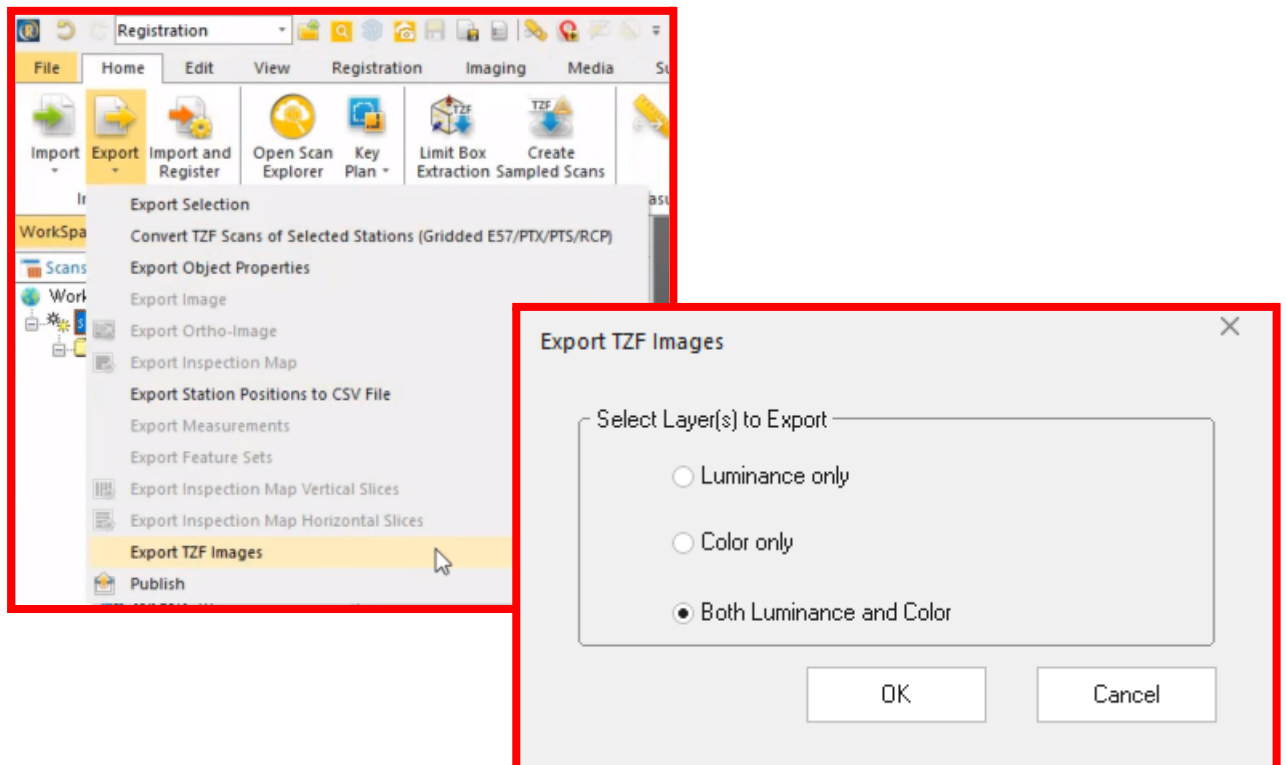 Registration
File Home Edit View Registration Imaging Media
Import Export Import and Register Open Scan Explorer Key Plan Limit Box Extraction Create Sampled Scans
TZF TZF
Export Selection
WorkSpa
Convert TZF Scans of Selected Stations (Gridded E57/PTX/PTS/RCP)
Scans
Export Object Properties
Work
Export Image
Export Ortho-Image
Export Inspection Map
Export Station Positions to CSV File
Export Measurements
Export Feature Sets
Export Inspection Map Vertical Slices
Export Inspection Map Horizontal Slices
Export TZF Images
Publish
Export TZF Images
Select Layer(s) to Export
Luminance only
Color only
Both Luminance and Color
OK Cancel